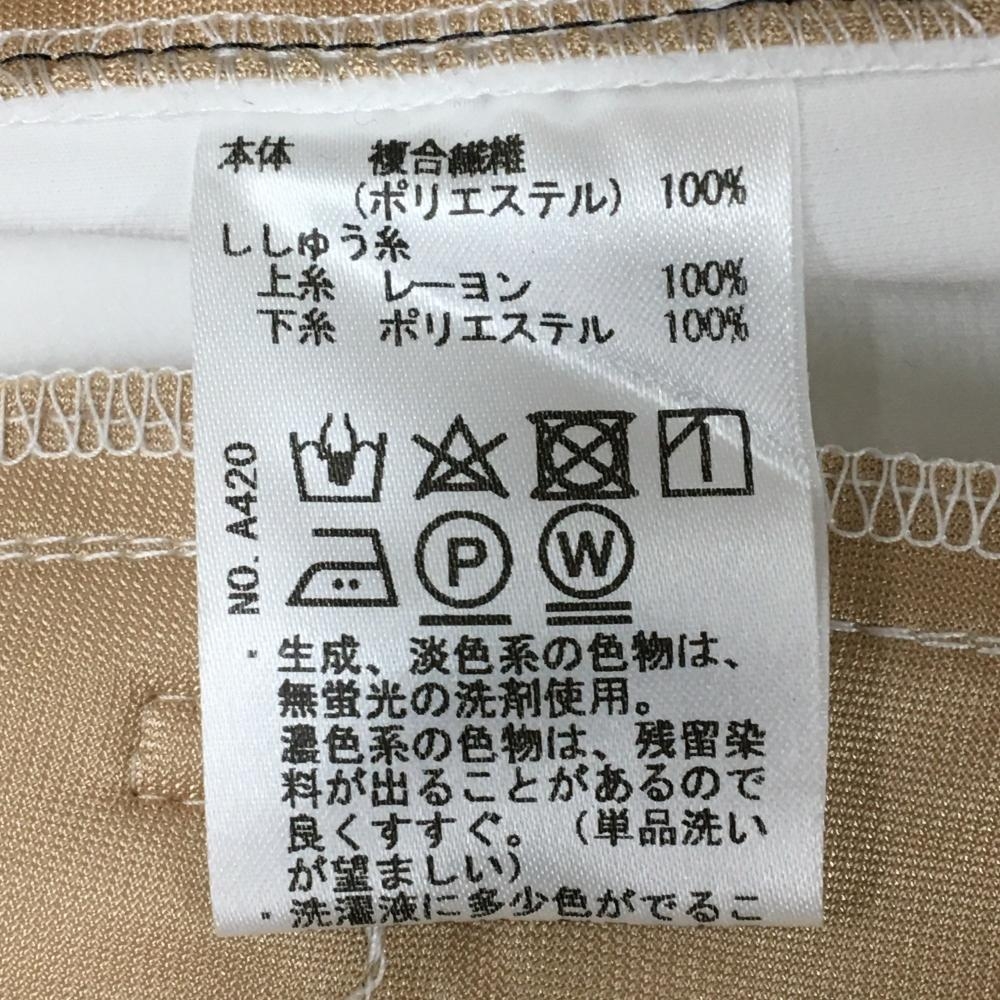 本体 複合繊維
(ポリエステル) 100%
ししゅう糸
上糸 レーヨン 100%
下糸 ポリエステル 100%
NO. A420
P W
・生成、淡色系の色物は、
無蛍光の洗剤使用。
濃色系の色物は、残留染
料が出ることがあるので
良くすすぐ。(単品洗い
が望ましい)
・洗濯液に多少色がでるこ